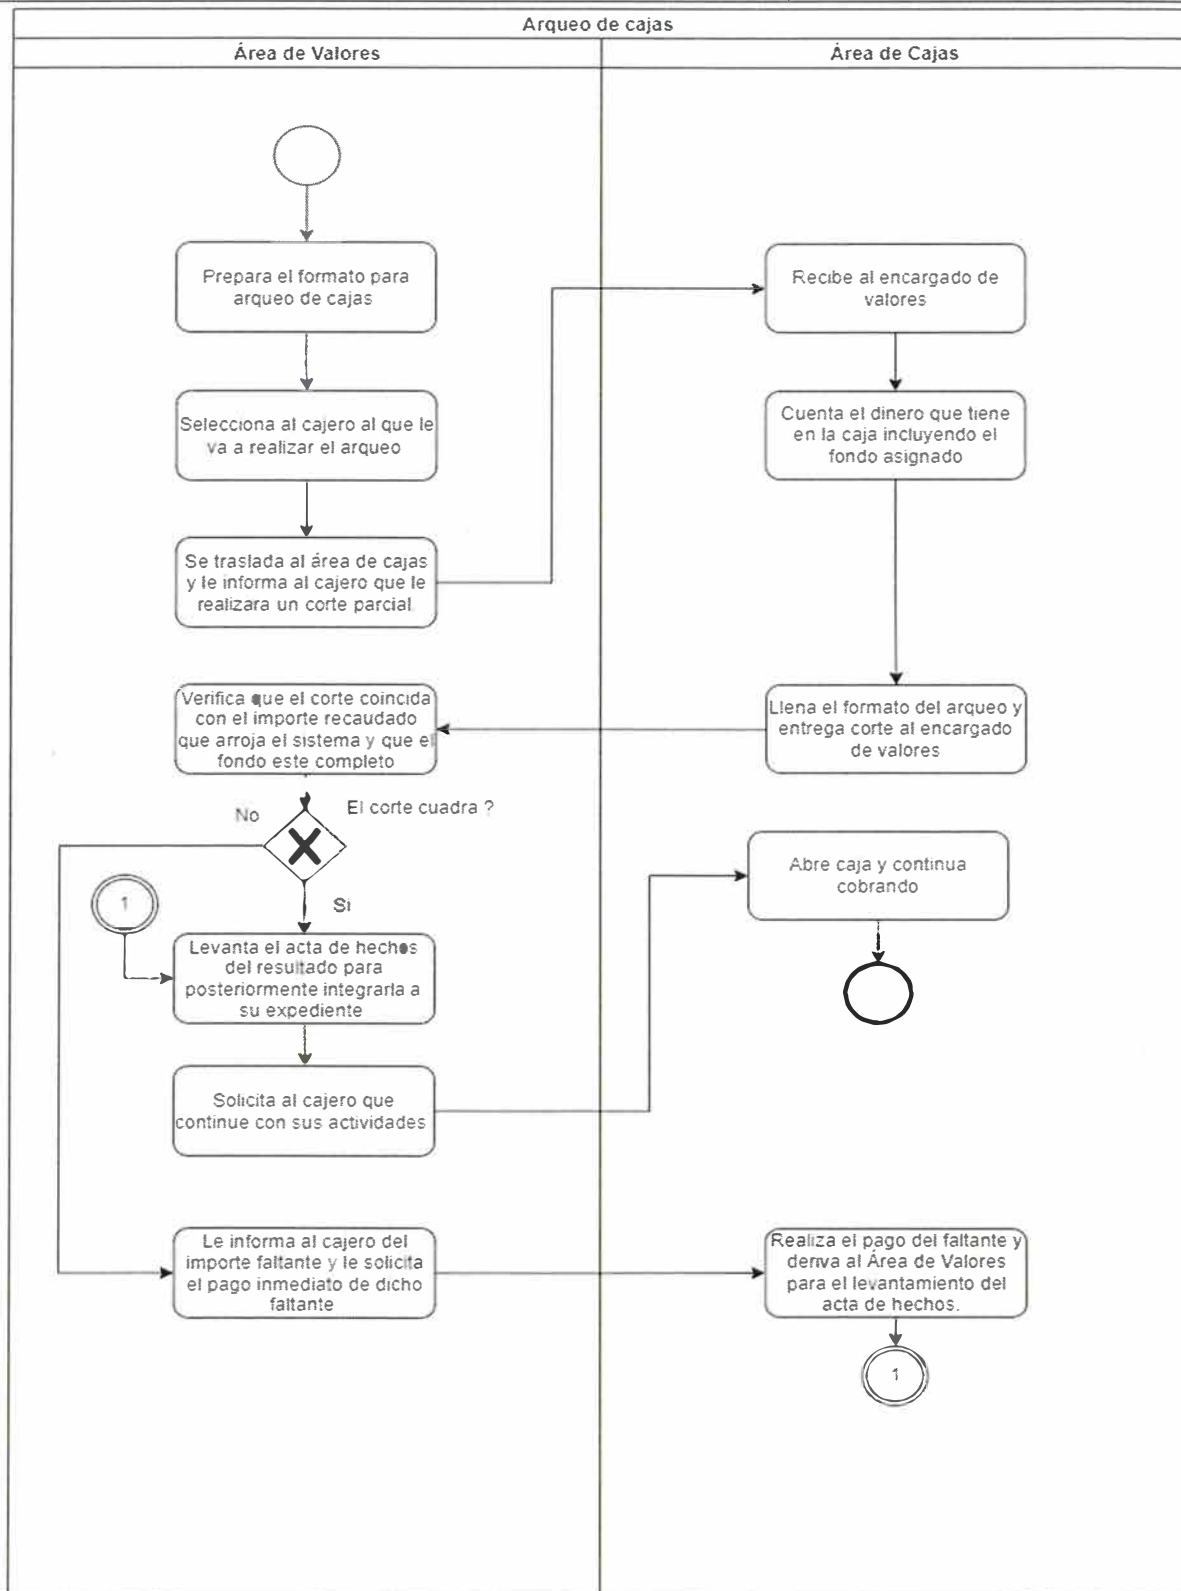 Arqueo de cajas
Área de Valores
Área de Cajas
Prepara el formato para
arqueo de cajas
Recibe al encargado de
valores
Selecciona al cajero al que le
va a realizar el arqueo
Cuenta el dinero que tiene
en la caja incluyendo el
fondo asignado
Se traslada al área de cajas
y le informa al cajero que le
realizara un corte parcial
Verifica que el corte coincida
con el importe recaudado
que arroja el sistema y que el
fondo este completo
Llena el formato del arqueo y
entrega corte al encargado
de valores
No
El corte cuadra ?
Abre caja y continua
cobrando
1
Si
Levanta el acta de hechos
del resultado para
posteriormente integrarla a
su expediente
Solicita al cajero que
continue con sus actividades
Le informa al cajero del
importe faltante y le solicita
el pago inmediato de dicho
faltante
Realiza el pago del faltante y
deriva al Área de Valores
para el levantamiento del
acta de hechos.
1